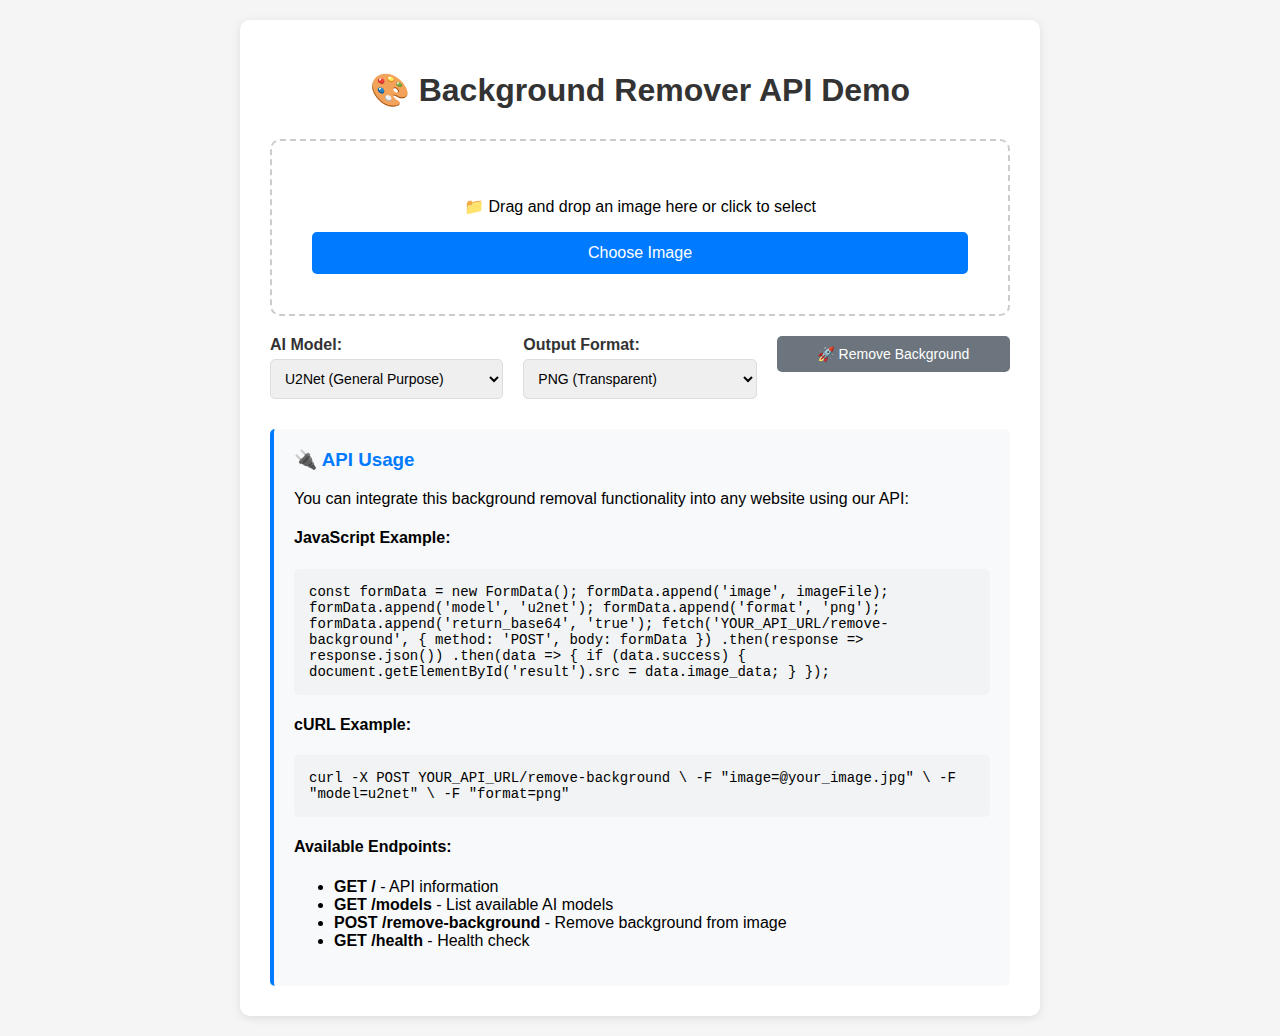 🎨 Background Remover API Demo
📁 Drag and drop an image here or click to select
Choose Image
AI Model:
U2Net (General Purpose)
Output Format:
PNG (Transparent)
🚀 Remove Background
🔌 API Usage
You can integrate this background removal functionality into any website using our API:
JavaScript Example:
const formData = new FormData(); formData.append('image', imageFile);
formData.append('model', 'u2net'); formData.append('format', 'png');
formData.append('return_base64', 'true'); fetch('YOUR_API_URL/remove-
background', { method: 'POST', body: formData }) .then(response =>
response.json()) .then(data => { if (data.success) {
document.getElementById('result').src = data.image_data; } });
cURL Example:
curl -X POST YOUR_API_URL/remove-background \ -F "image=@your_image.jpg" \ -F
"model=u2net" \ -F "format=png"
Available Endpoints:
• GET / - API information
• GET /models - List available AI models
• POST /remove-background - Remove background from image
• GET /health - Health check